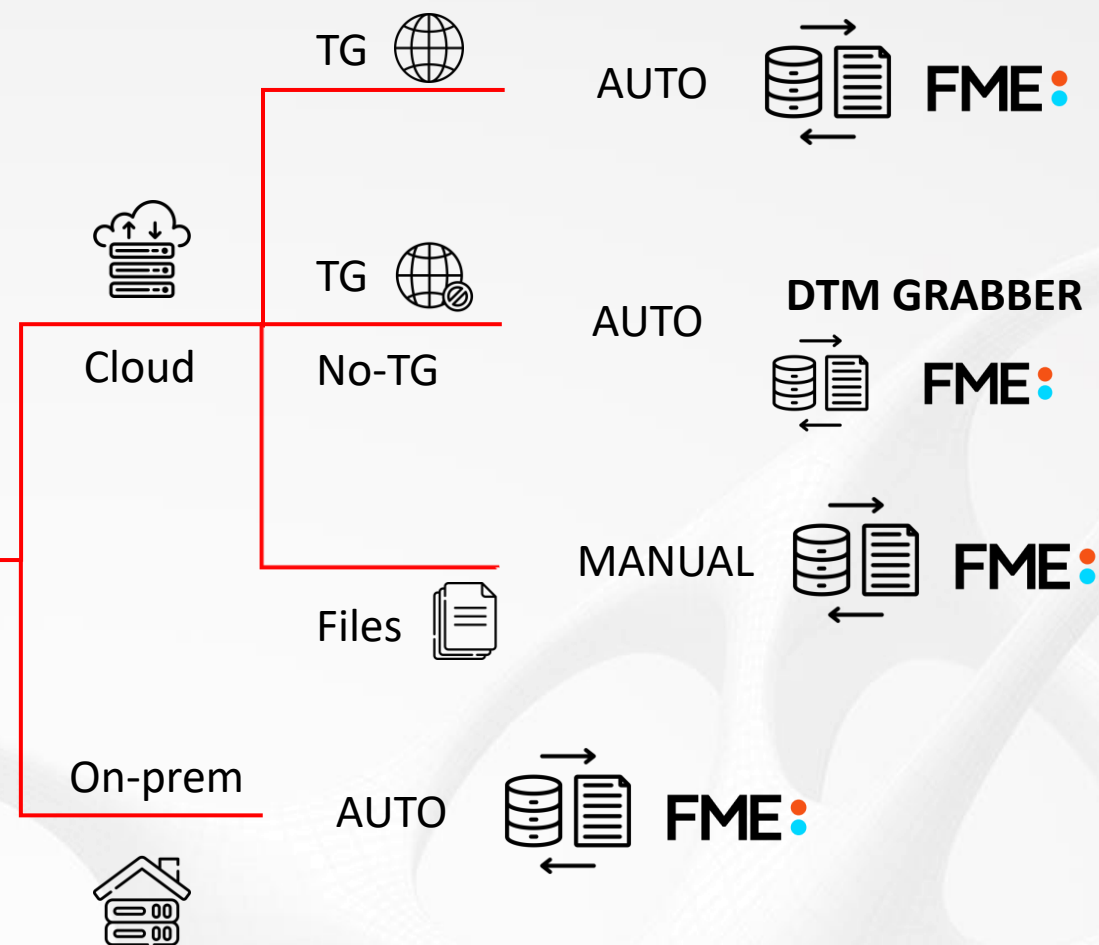 TG
AUTO
FME:
TG
DTM GRABBER
AUTO
Cloud
No-TG
FME:
MANUAL
FME:
Files
On-prem
AUTO
FME: